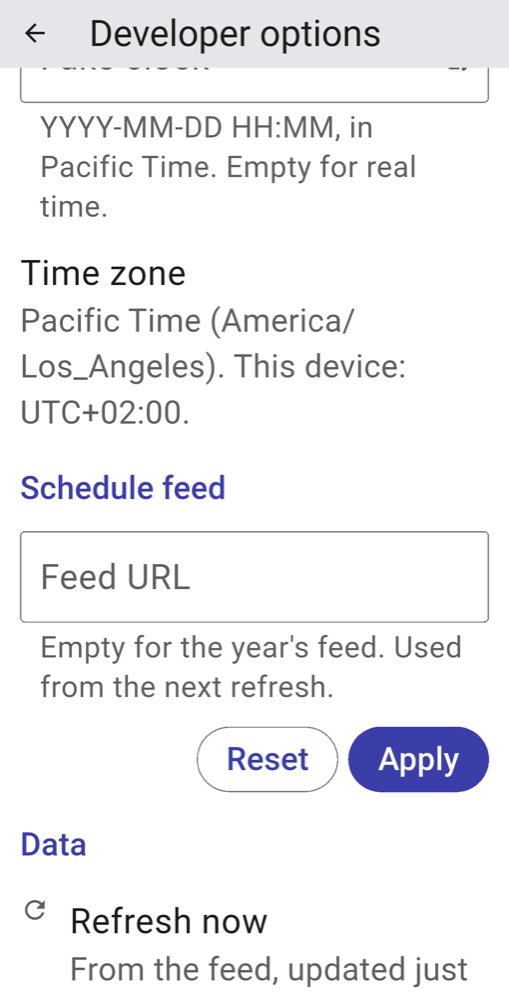 Developer options
YYYY-MM-DD HH:MM, in
Pacific Time. Empty for real
time.
Time zone
Pacific Time (America/
Los_Angeles). This device:
UTC+02:00.
Schedule feed
Feed URL
Empty for the year's feed. Used
from the next refresh.
Reset
Apply
Data
Refresh now
From the feed, updated just